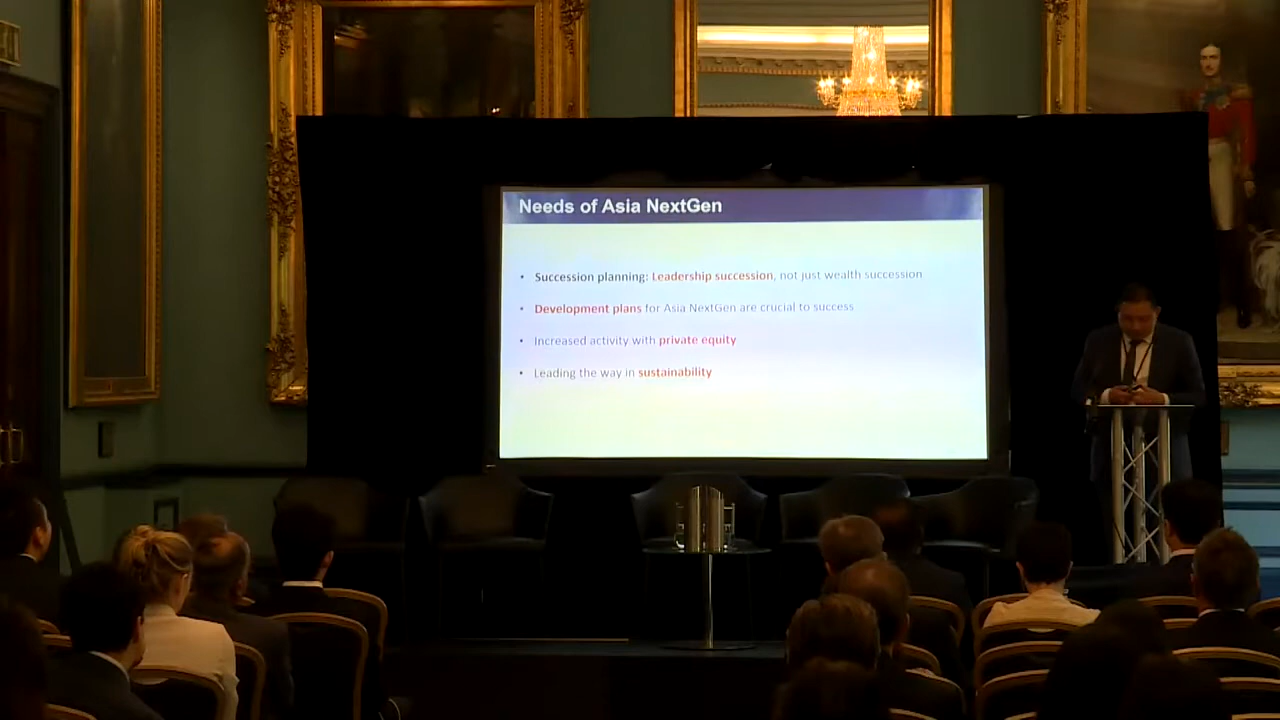 Needs of Asia NextGen
• Succession planning: Leadership succession, not just wealth succession
• Development plans for Asia NextGen are crucial to success
• Increased activity with private equity
• Leading the way in sustainability